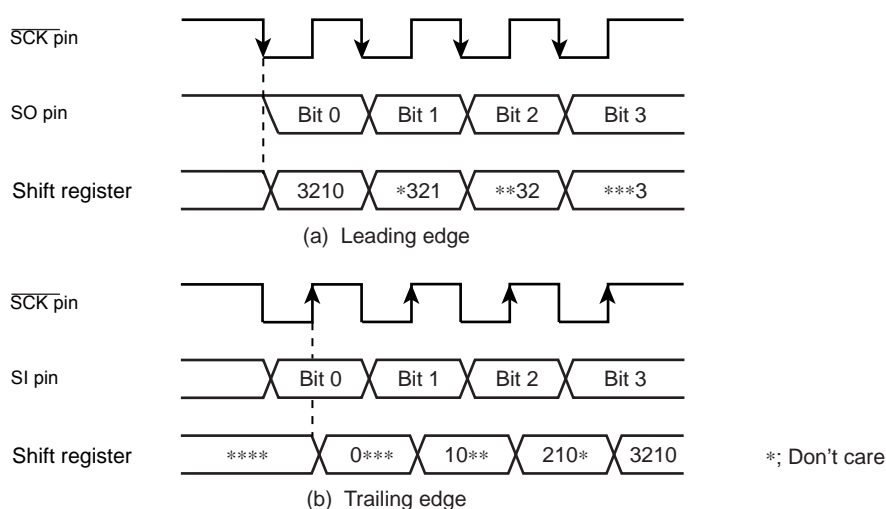 SCK pin
SO pin
Bit 0 Bit 1 Bit 2 Bit 3
Shift register
3210 *321 **32 ***3
(a) Leading edge
SCK pin
SI pin
Bit 0 Bit 1 Bit 2 Bit 3
Shift register
**** 0*** 10** 210* 3210
*; Don't care
(b) Trailing edge